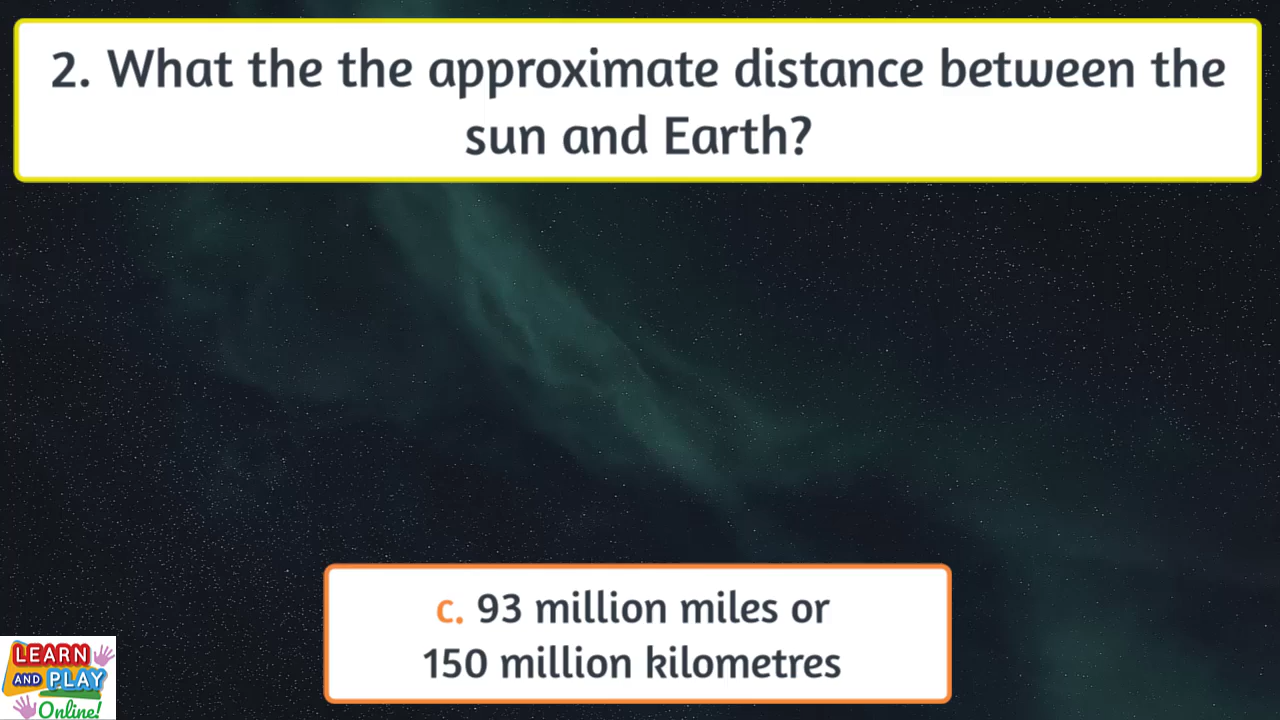 2. What the the approximate distance between the
sun and Earth?
c. 93 million miles or
150 million kilometres
LEARN
AND PLAY
Online!